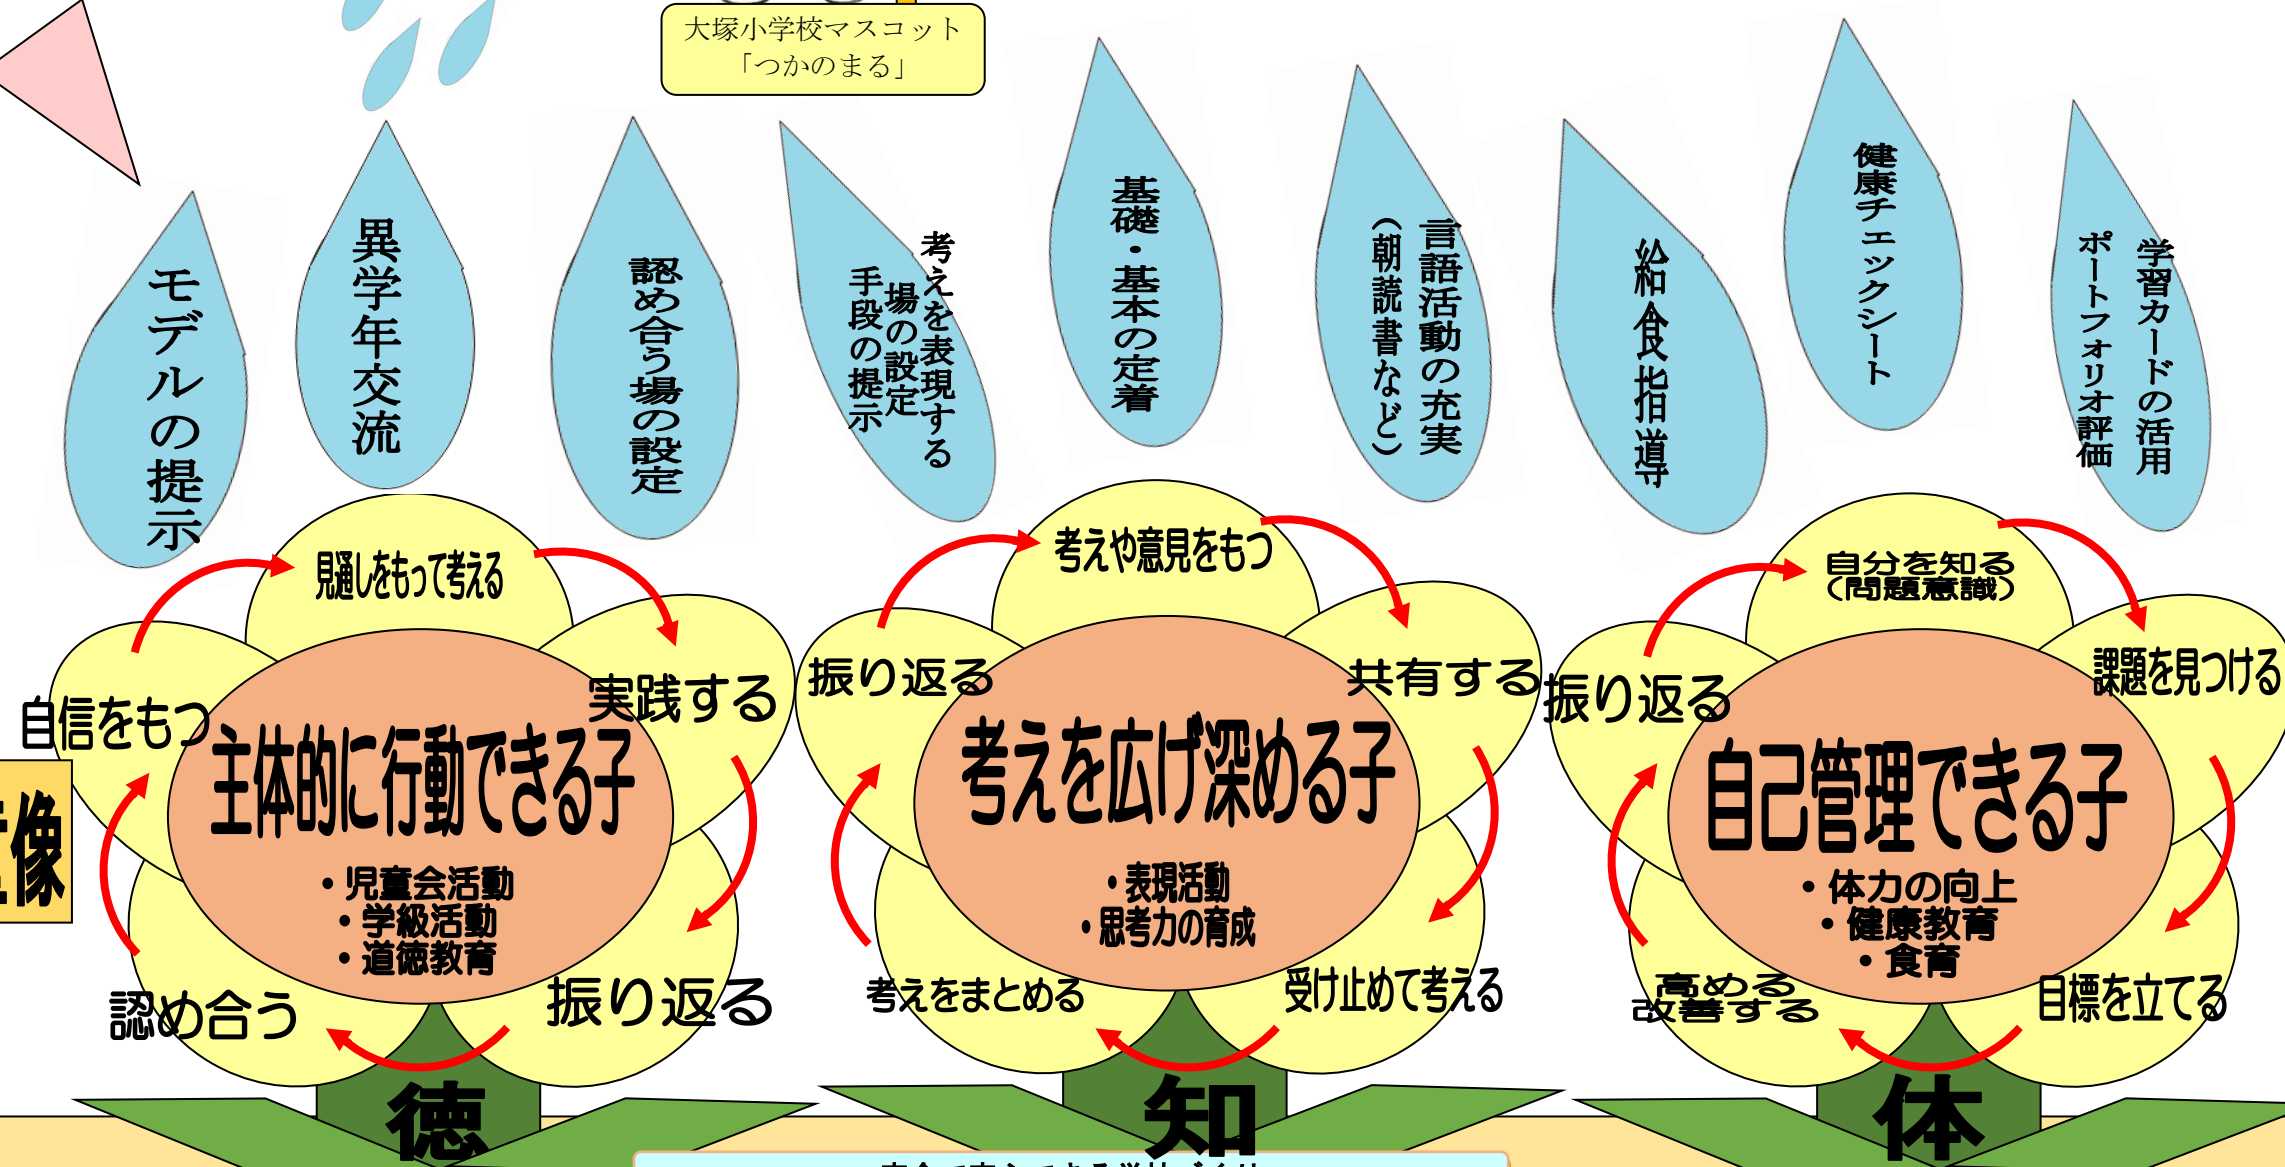 大塚小学校マスコット
「つかのまる」
モデルの提示
異学年交流
認め合う場の設定
考えを表現する
場の設定
手段の提示
基礎・基本の定着
言語活動の充実
（朝読書など）
給食指導
健康チェックシート
学習カードの活用
ポートフォリオ評価
見通しをもって考える
実践する
振り返る
認め合う
自信をもつ
主体的に行動できる子
・児童会活動
・学級活動
・道徳教育
徳
考えや意見をもつ
共有する
受け止めて考える
考えをまとめる
振り返る
考えを広げ深める子
・表現活動
・思考力の育成
知
自分を知る
（問題意識）
課題を見つける
目標を立てる
高める
改善する
振り返る
自己管理できる子
・体力の向上
・健康教育
・食育
体
像